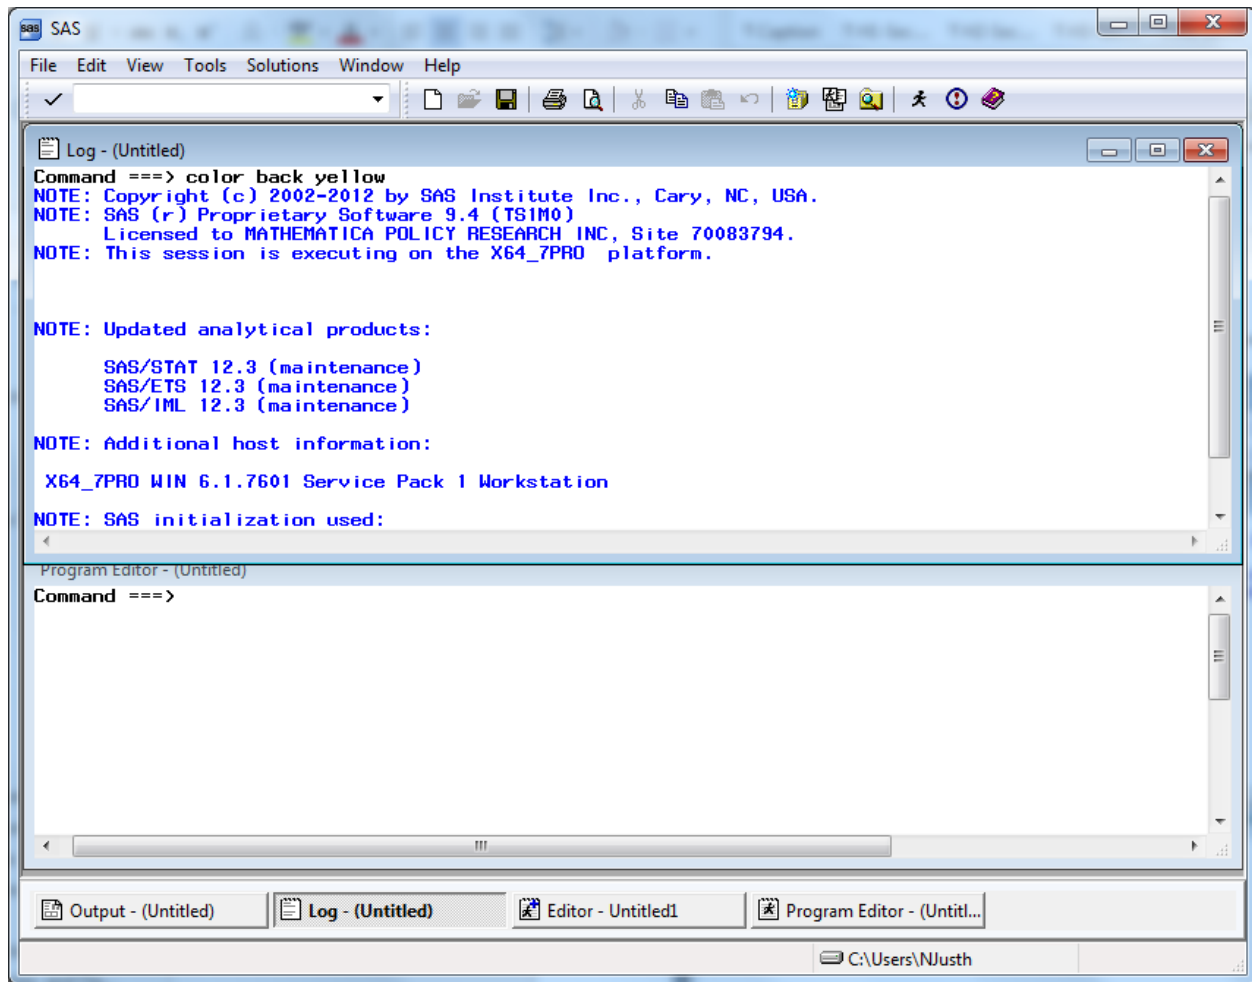 sas SAS
File Edit View Tools Solutions Window Help
Log - (Untitled)
Command ===> color back yellow
NOTE: Copyright (c) 2002-2012 by SAS Institute Inc., Cary, NC, USA.
NOTE: SAS (r) Proprietary Software 9.4 (TS1M0)
Licensed to MATHEMATICA POLICY RESEARCH INC, Site 70083794.
NOTE: This session is executing on the X64_7PRO  platform.
NOTE: Updated analytical products:
SAS/STAT 12.3 (maintenance)
SAS/ETS 12.3 (maintenance)
SAS/IML 12.3 (maintenance)
NOTE: Additional host information:
X64_7PRO WIN 6.1.7601 Service Pack 1 Workstation
NOTE: SAS initialization used:
Program Editor - (Untitled)
Command ===>
Output - (Untitled) Log - (Untitled) Editor - Untitled1 Program Editor - (Untitl...
C:\Users\NJusth